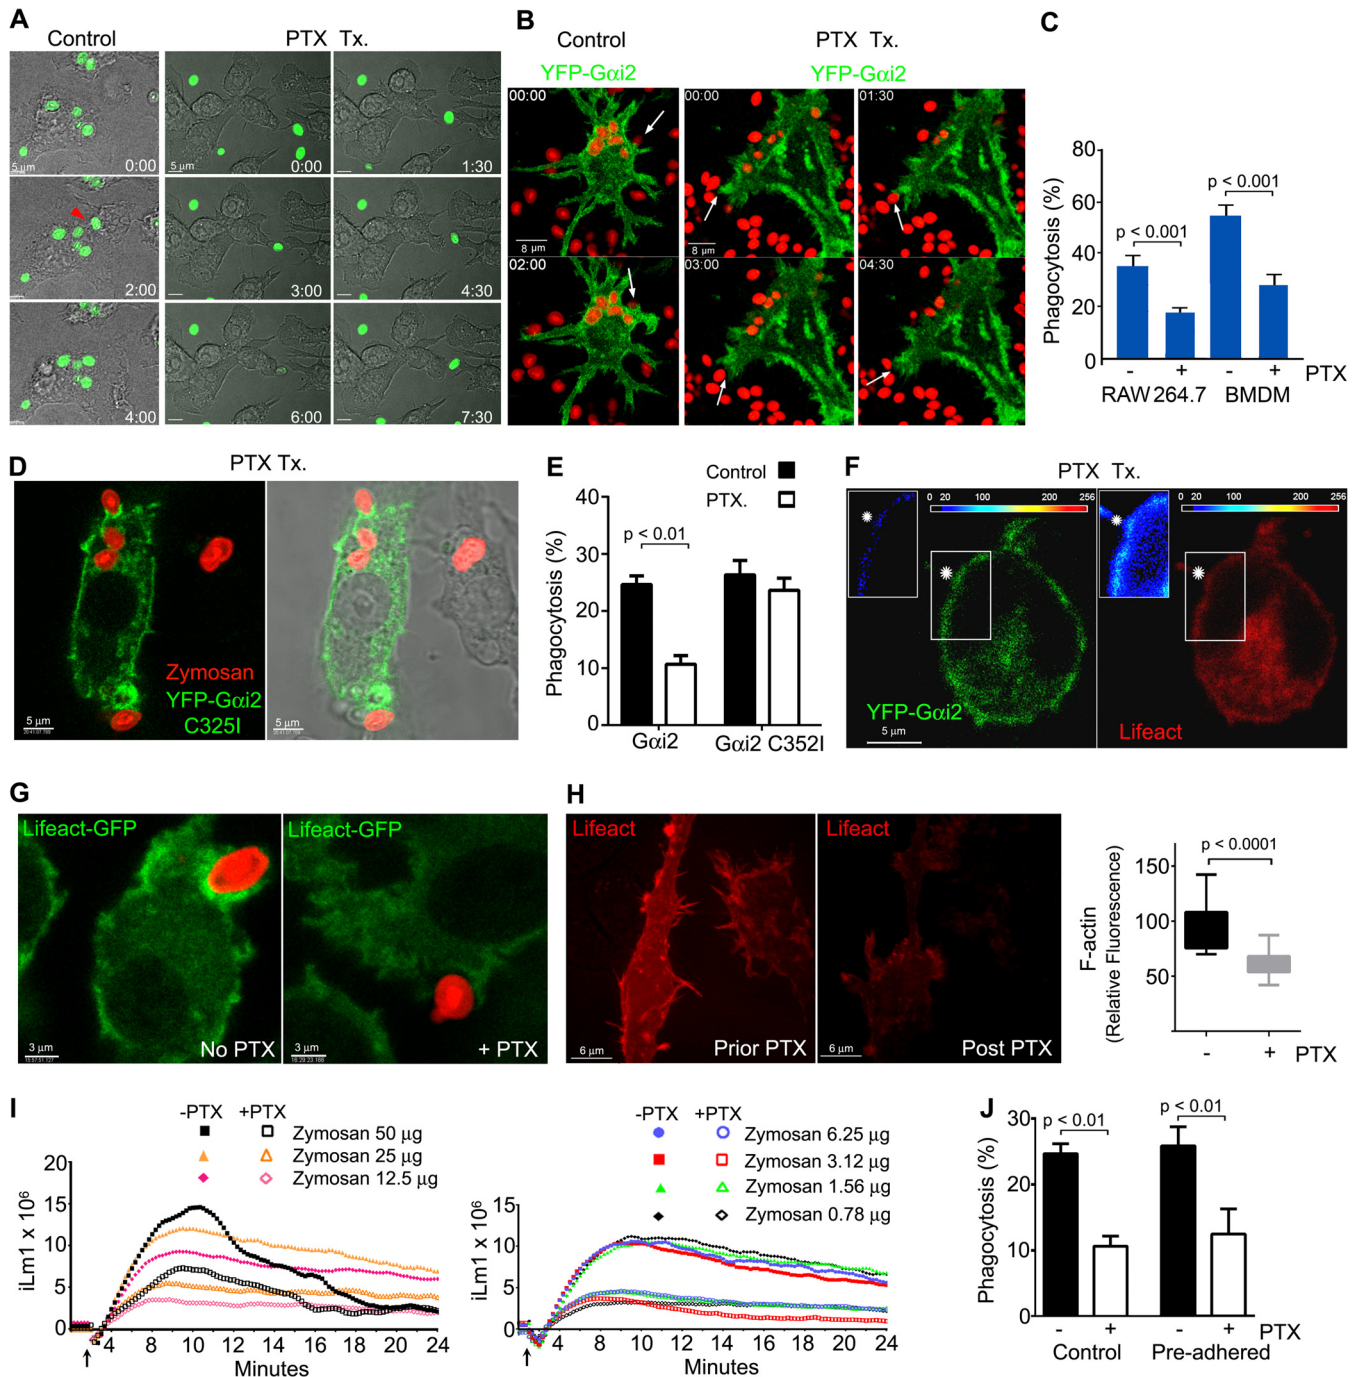 A
Control
PTX Tx.
5 µm
0:00
5 µm
0:00
1:30
2:00
3:00
4:30
4:00
6:00
7:30
B
Control
PTX Tx.
YFP-Gαi2
YFP-Gαi2
00:00
00:00
01:30
8 µm
8 µm
02:00
03:00
04:30
C
Phagocytosis (%)
80
60
40
20
0
p < 0.001
p < 0.001
- + - + PTX
RAW 264.7 BMDM
D
PTX Tx.
Zymosan
YFP-Gαi2
C325I
5 µm
5 µm
E
Control
PTX.
Phagocytosis (%)
40
30
20
10
0
p < 0.01
Gαi2 Gαi2 C352I
F
PTX Tx.
0 20 100 200 256
0 20 100 200 256
YFP-Gαi2
5 µm
Lifeact
G
Lifeact-GFP
Lifeact-GFP
3 µm
No PTX
3 µm
+ PTX
H
Lifeact
Lifeact
6 µm
Prior PTX
6 µm
Post PTX
F-actin
(Relative Fluorescence)
150
100
50
p < 0.0001
- + PTX
I
-PTX +PTX
Zymosan 50 µg
Zymosan 25 µg
Zymosan 12.5 µg
iLm1 x 10⁶
20
15
10
5
0
4 8 12 16 20 24
Minutes
-PTX +PTX
Zymosan 6.25 µg
Zymosan 3.12 µg
Zymosan 1.56 µg
Zymosan 0.78 µg
iLm1 x 10⁶
15
10
5
0
4 8 12 16 20 24
Minutes
J
Phagocytosis (%)
30
20
10
0
p < 0.01
p < 0.01
- + - + PTX
Control Pre-adhered